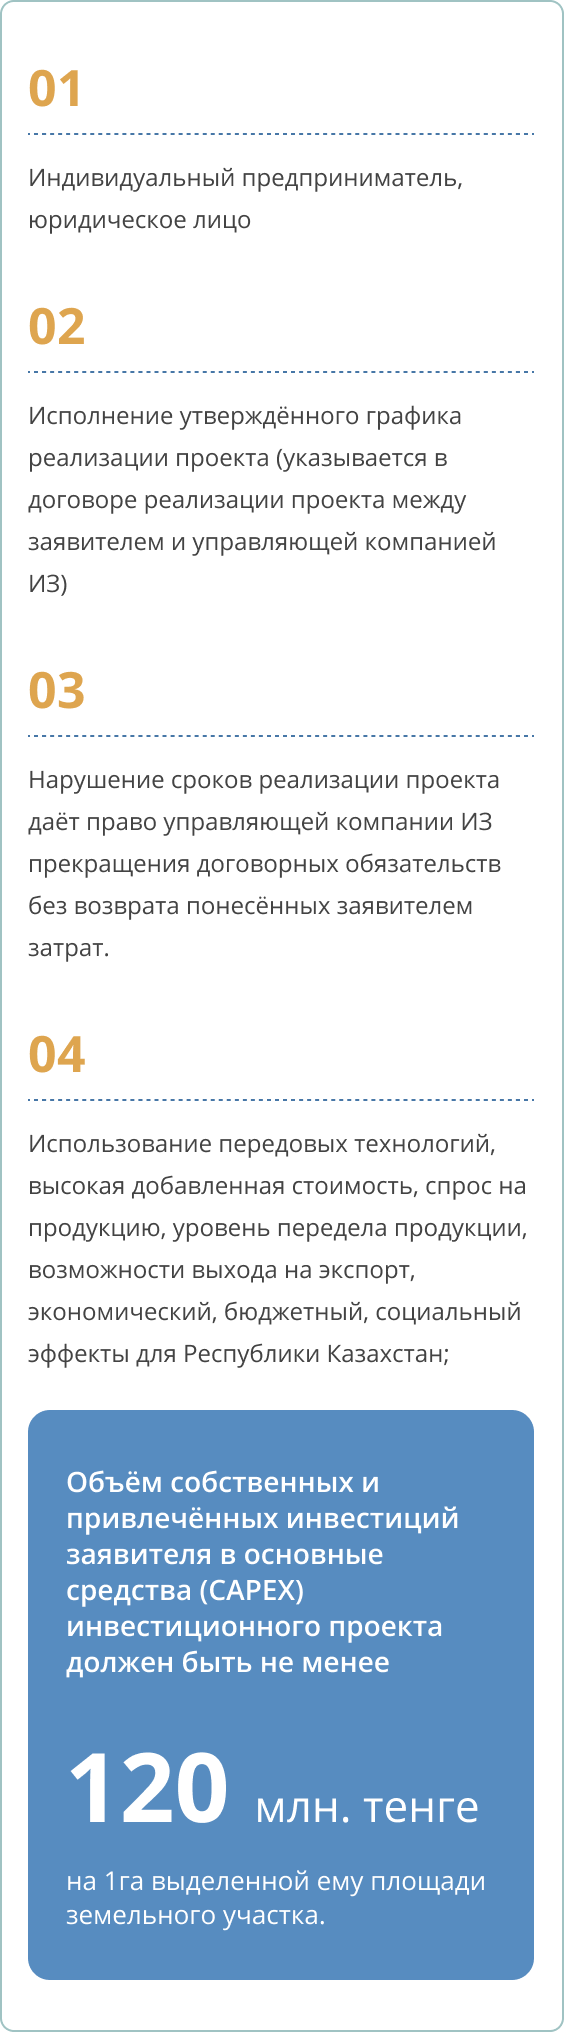 01
Индивидуальный предприниматель,
юридическое лицо
02
Исполнение утверждённого графика
реализации проекта (указывается в
договоре реализации проекта между
заявителем и управляющей компанией
ИЗ)
03
Нарушение сроков реализации проекта
даёт право управляющей компании ИЗ
прекращения договорных обязательств
без возврата понесённых заявителем
затрат.
04
Использование передовых технологий,
высокая добавленная стоимость, спрос на
продукцию, уровень передела продукции,
возможности выхода на экспорт,
экономический, бюджетный, социальный
эффекты для Республики Казахстан;
Объём собственных и
привлечённых инвестиций
заявителя в основные
средства (CAPEX)
инвестиционного проекта
должен быть не менее
120 млн. тенге
на 1га выделенной ему площади
земельного участка.